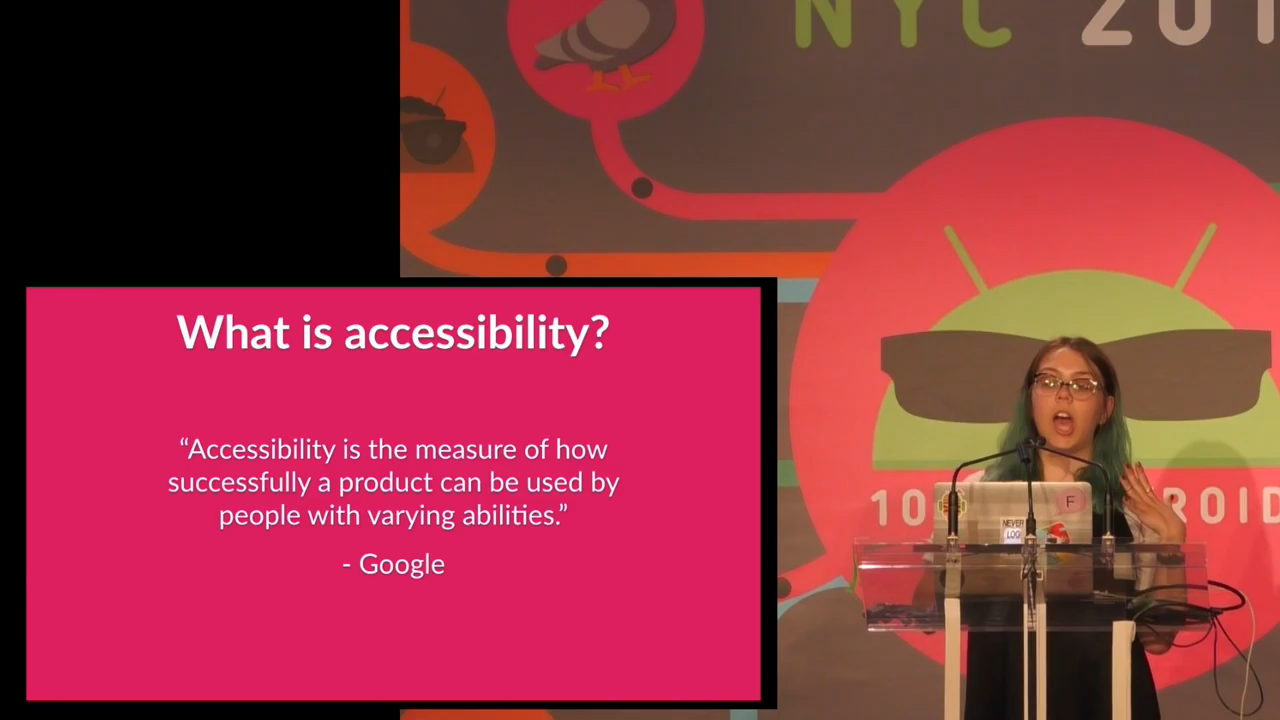 NYC 201
What is accessibility?
“Accessibility is the measure of how
successfully a product can be used by
people with varying abilities.”
- Google
10
ROID
F
NEVER
LOG